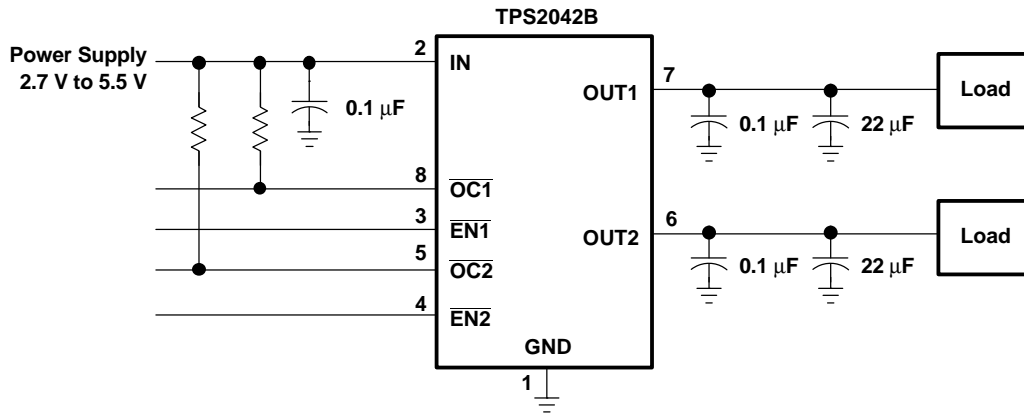 TPS2042B
Power Supply
2.7 V to 5.5 V
2
IN
0.1 μF
8
OC1
3
EN1
5
OC2
4
EN2
GND
1
OUT1
7
0.1 μF
22 μF
Load
OUT2
6
0.1 μF
22 μF
Load